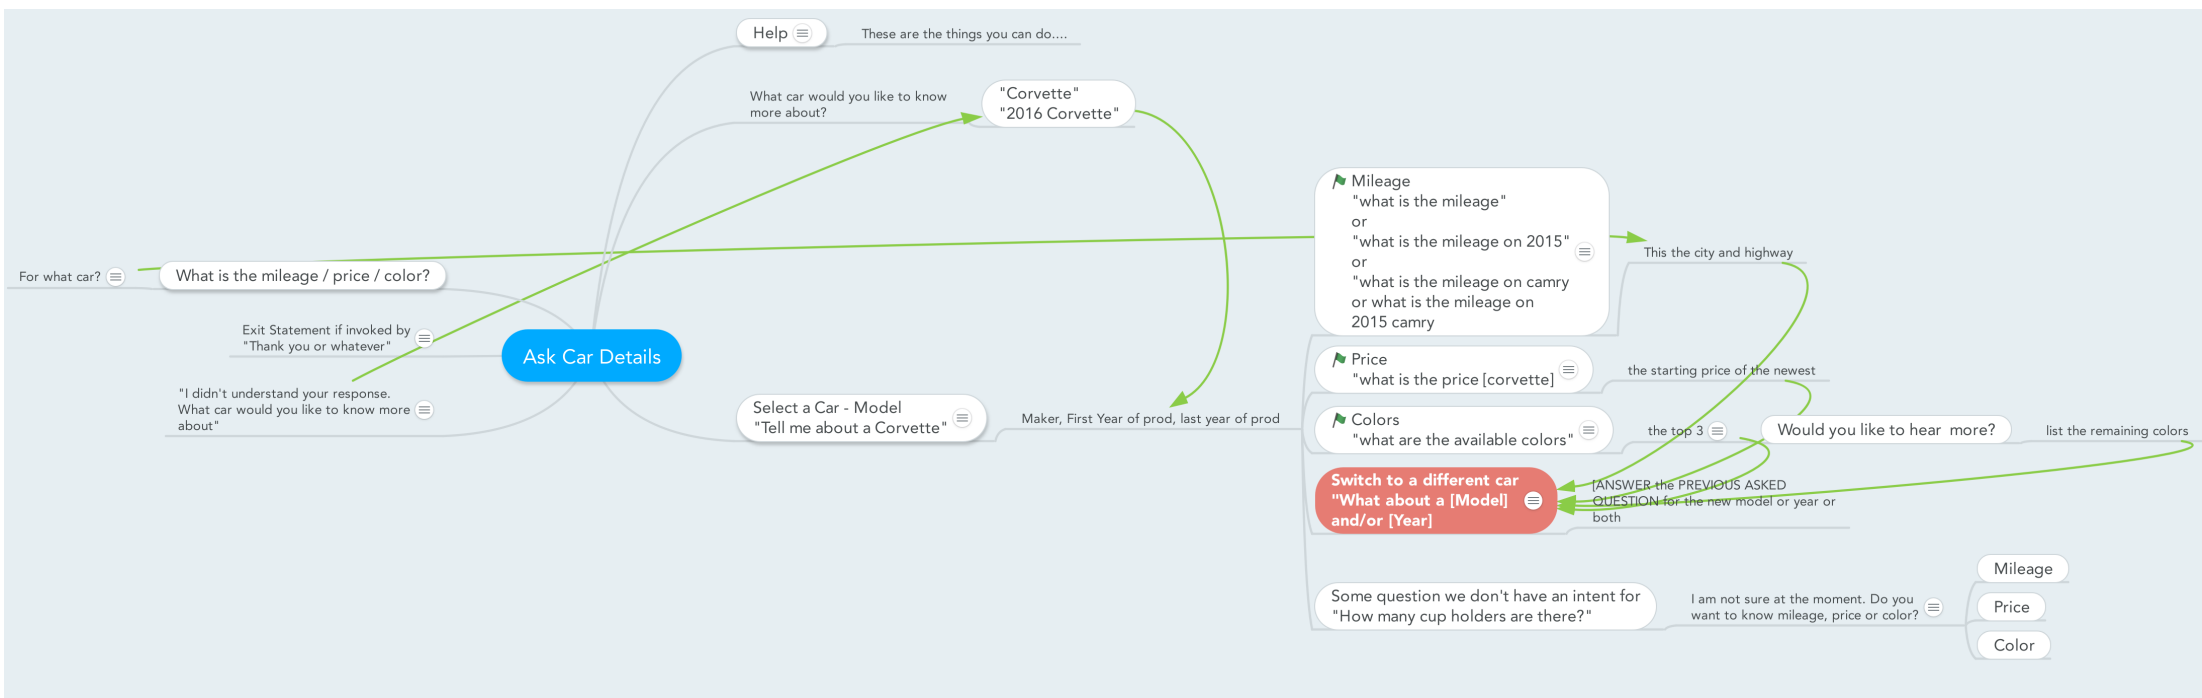 Help
These are the things you can do....
What car would you like to know
more about?
"Corvette"
"2016 Corvette"
For what car?
What is the mileage / price / color?
Exit Statement if invoked by
"Thank you or whatever"
"I didn't understand your response.
What car would you like to know more
about"
Ask Car Details
Select a Car - Model
"Tell me about a Corvette"
Maker, First Year of prod, last year of prod
Mileage
"what is the mileage"
or
"what is the mileage on 2015"
or
"what is the mileage on camry
or what is the mileage on
2015 camry
This the city and highway
Price
"what is the price [corvette]
the starting price of the newest
Colors
"what are the available colors"
the top 3
Would you like to hear more?
list the remaining colors
Switch to a different car
"What about a [Model]
and/or [Year]
[ANSWER the PREVIOUS ASKED
QUESTION for the new model or year or
both
Some question we don't have an intent for
"How many cup holders are there?"
I am not sure at the moment. Do you
want to know mileage, price or color?
Mileage
Price
Color